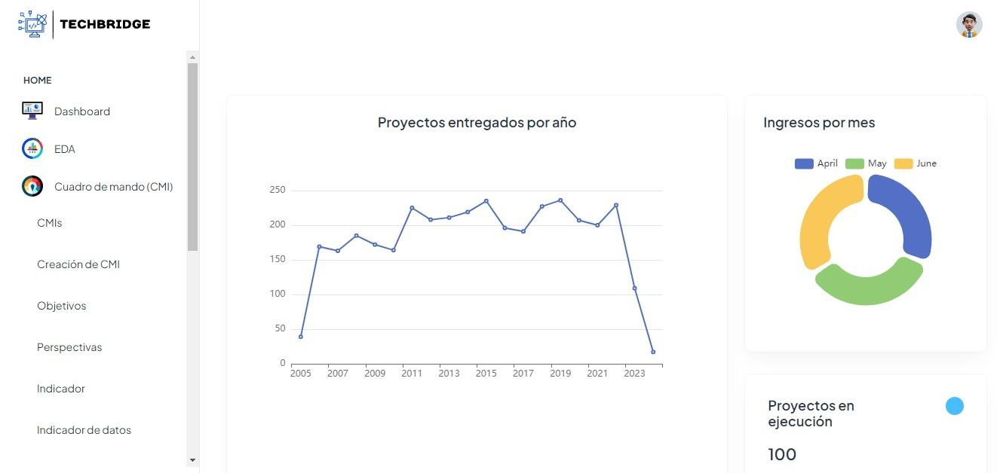 TECHBRIDGE
HOME
Dashboard
EDA
Cuadro de mando (CMI)
CMIs
Creación de CMI
Objetivos
Perspectivas
Indicador
Indicador de datos
Proyectos entregados por año
250
200
150
100
50
0
2005 2007 2009 2011 2013 2015 2017 2019 2021 2023
Ingresos por mes
April May June
Proyectos en
ejecución
100